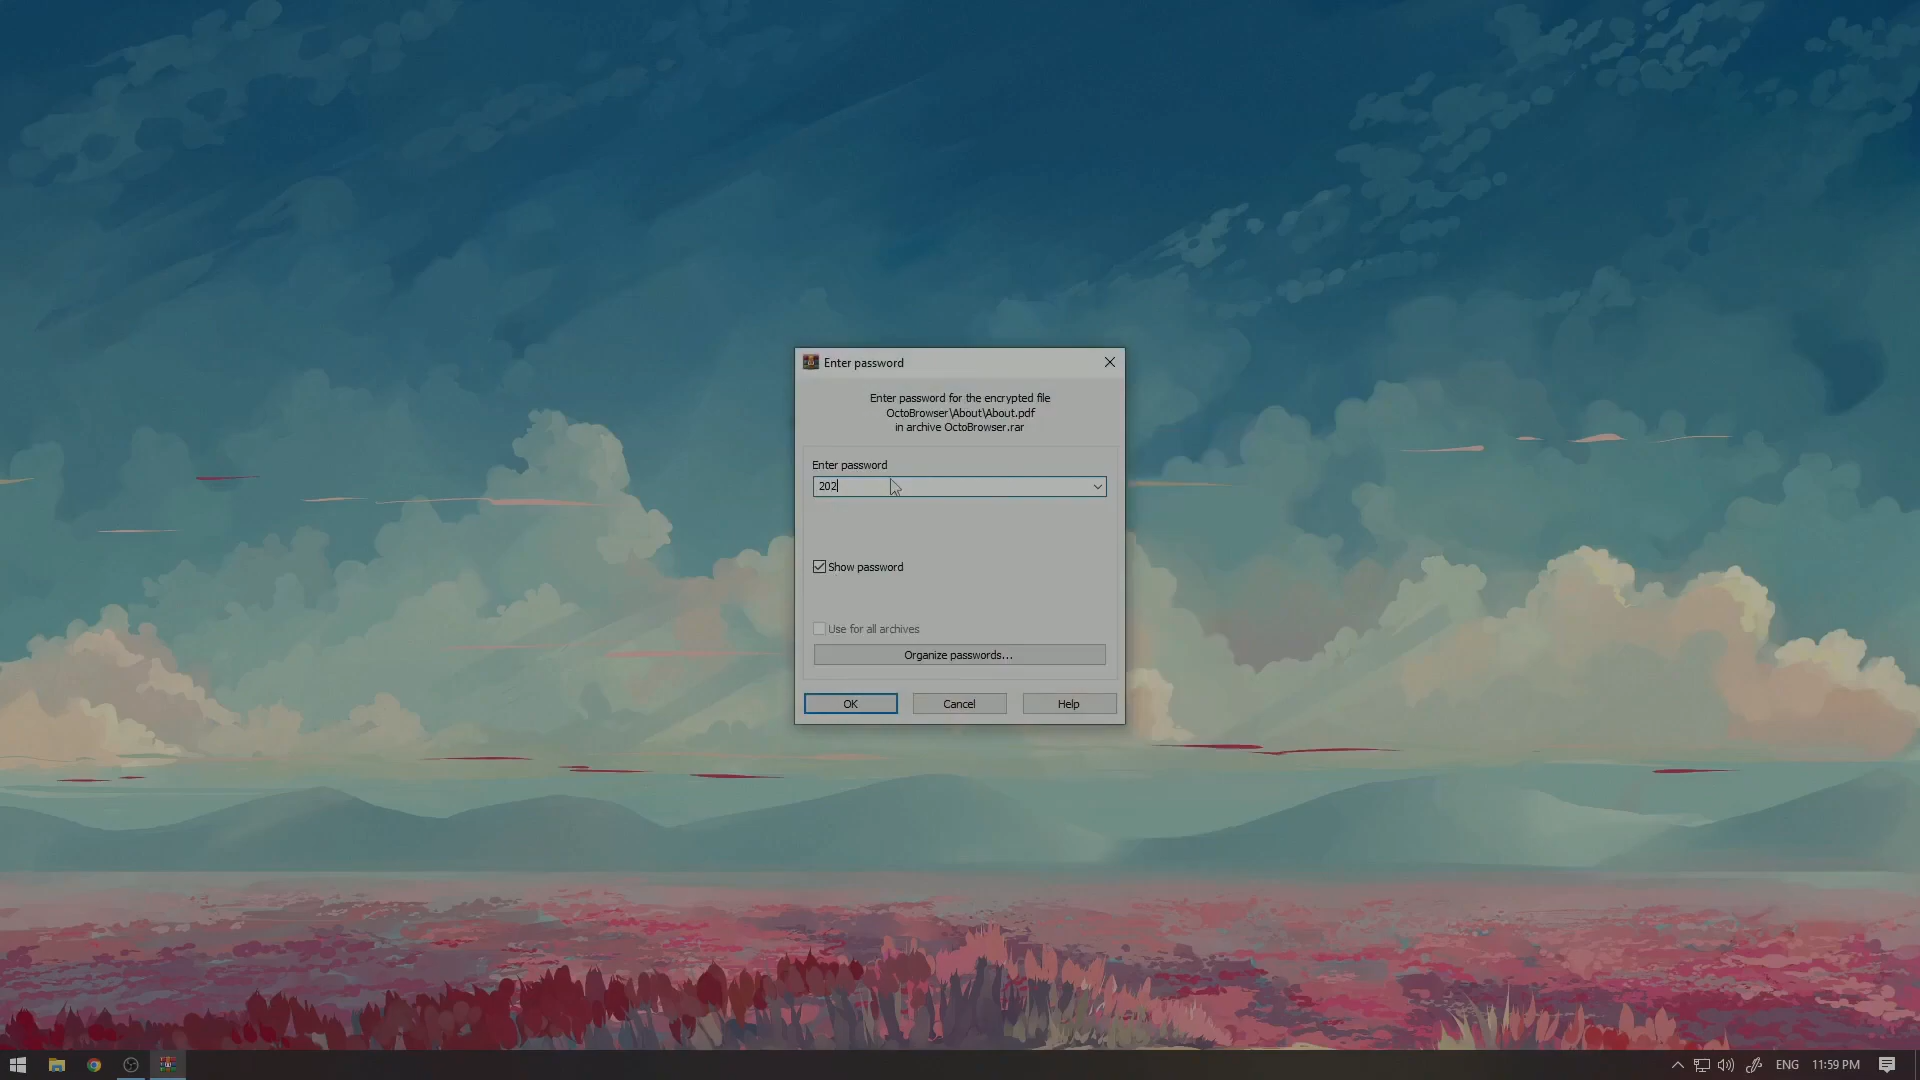 Enter password
Enter password for the encrypted file
OctoBrowser\About\About.pdf
in archive OctoBrowser.rar
Enter password
202
Show password
Use for all archives
Organize passwords...
OK Cancel Help
ENG 11:59 PM